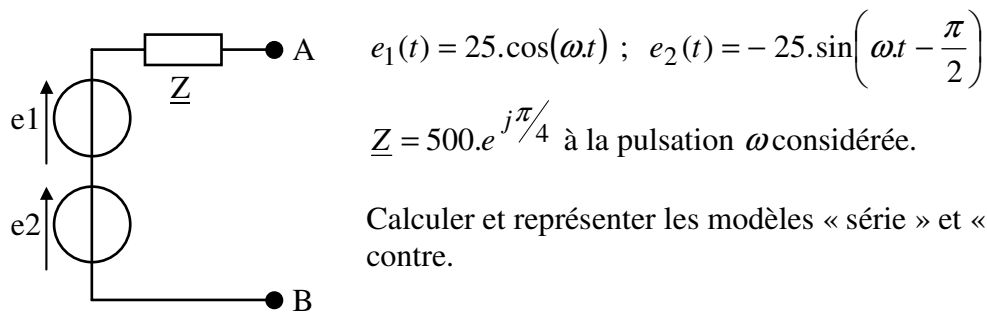 Z
A
e1
e2
B
e₁(t) = 25.cos(ω.t) ; e₂(t) = − 25.sin(ω.t − π/2)
Z = 500.e^(jπ/4) à la pulsation ω considérée.
Calculer et représenter les modèles « série » et «
contre.